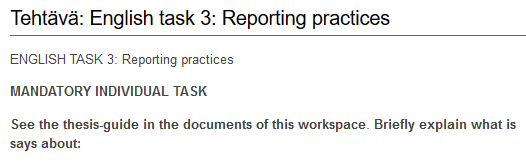 Tehtävä: English task 3: Reporting practices
ENGLISH TASK 3: Reporting practices
MANDATORY INDIVIDUAL TASK
See the thesis-guide in the documents of this workspace. Briefly explain what is
says about: